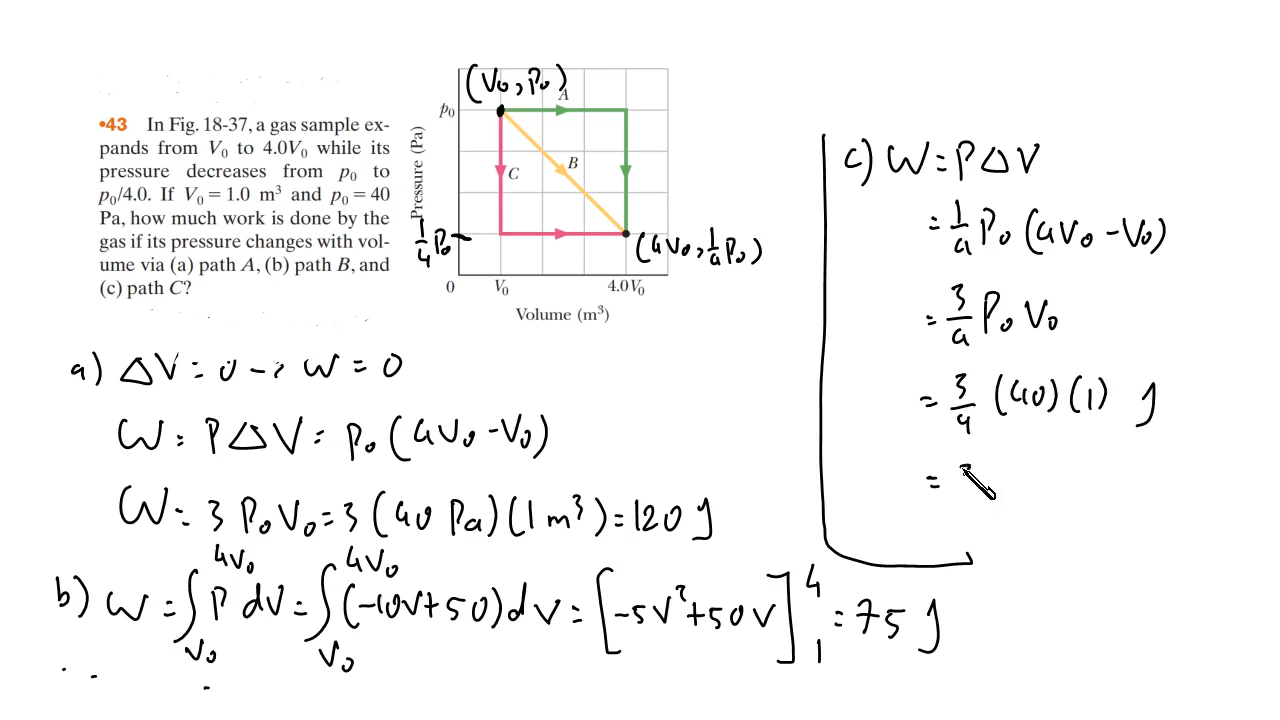 •43 In Fig. 18-37, a gas sample ex-
pands from V₀ to 4.0V₀ while its
pressure decreases from p₀ to
p₀/4.0. If V₀ = 1.0 m³ and p₀ = 40
Pa, how much work is done by the
gas if its pressure changes with vol-
ume via (a) path A, (b) path B, and
(c) path C?
(V₀, P₀)
p₀
A
B
C
Pressure (Pa)
1/4 P₀
(4V₀, 1/4 P₀)
0 V₀ 4.0V₀
Volume (m³)
a) ΔV = 0 → W = 0
W = PΔV = P₀(4V₀ - V₀)
W = 3 P₀V₀ = 3 (40 Pa)(1 m³) = 120 J
b) W = ∫_{V₀}^{4V₀} P dV = ∫_{V₀}^{4V₀} (-10V+50) dV = [-5V²+50V]₁⁴ = 75 J
c) W = PΔV
= 1/4 P₀ (4V₀ - V₀)
= 3/4 P₀ V₀
= 3/4 (40)(1) J
=